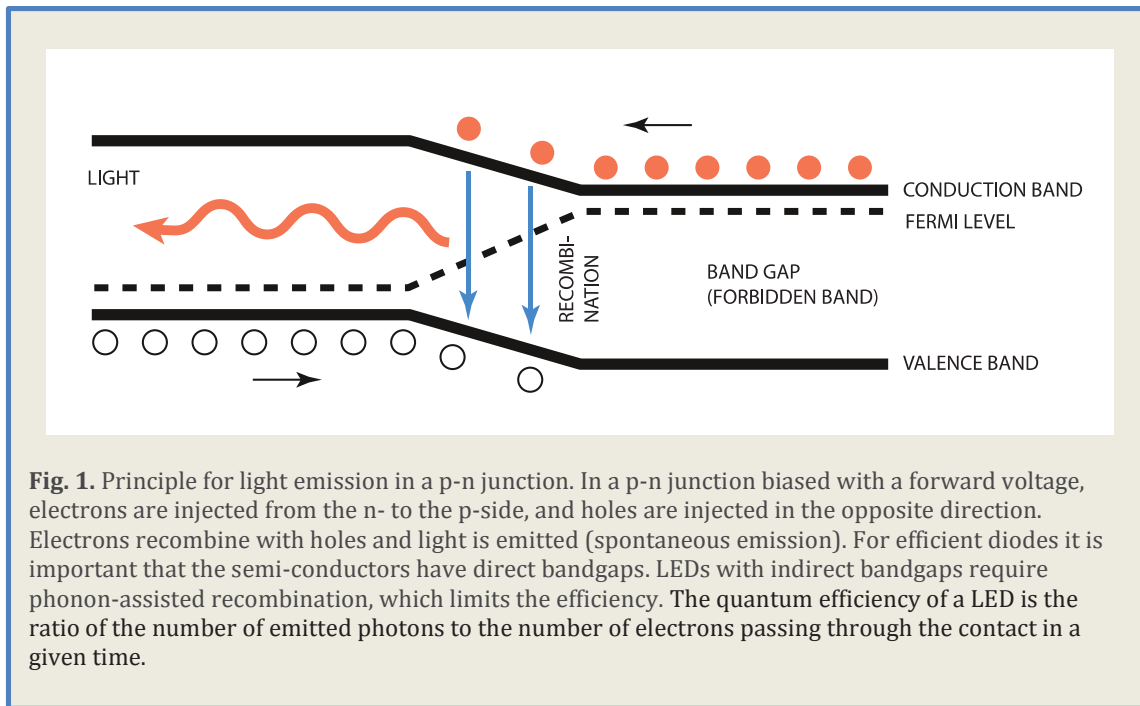 LIGHT
CONDUCTION BAND
FERMI LEVEL
RECOMBI-
NATION
BAND GAP
(FORBIDDEN BAND)
VALENCE BAND
Fig. 1. Principle for light emission in a p-n junction. In a p-n junction biased with a forward voltage,
electrons are injected from the n- to the p-side, and holes are injected in the opposite direction.
Electrons recombine with holes and light is emitted (spontaneous emission). For efficient diodes it is
important that the semi-conductors have direct bandgaps. LEDs with indirect bandgaps require
phonon-assisted recombination, which limits the efficiency. The quantum efficiency of a LED is the
ratio of the number of emitted photons to the number of electrons passing through the contact in a
given time.